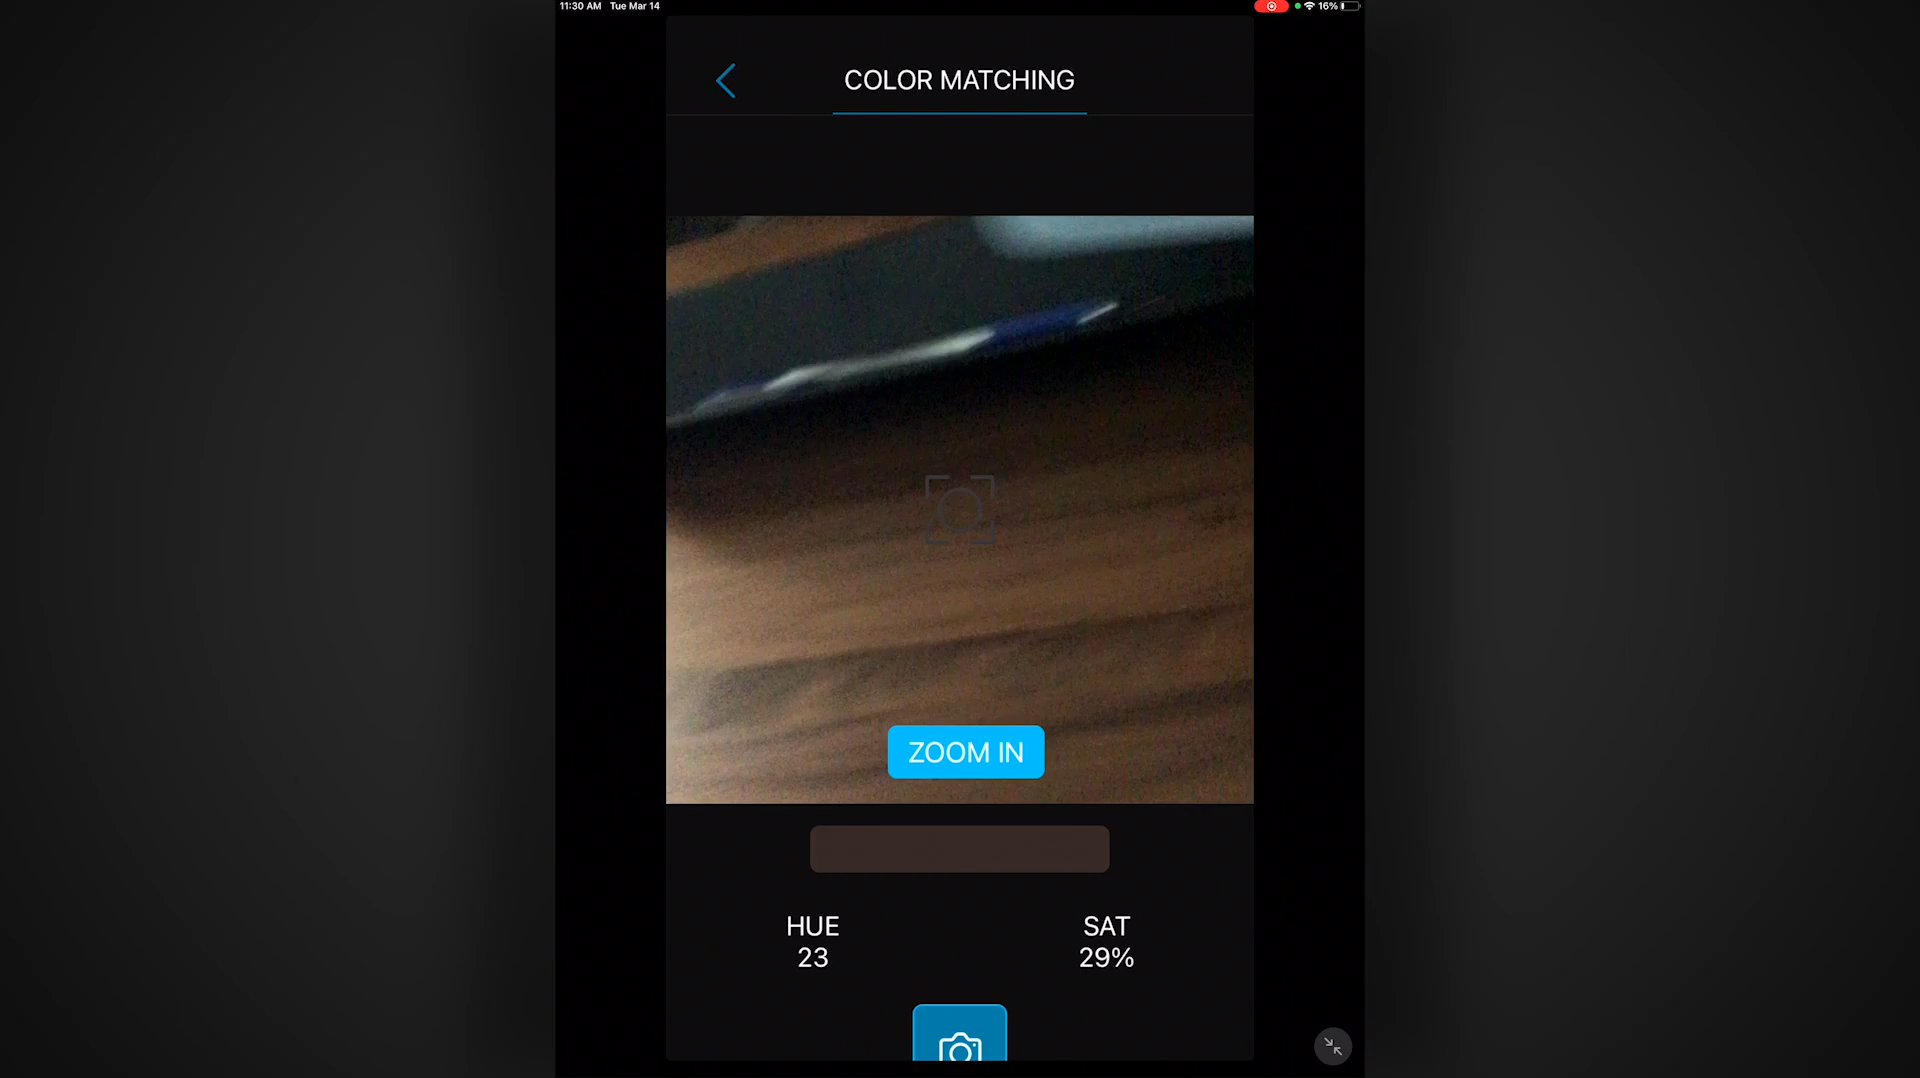 11:30 AM Tue Mar 14
16%
COLOR MATCHING
ZOOM IN
HUE
23
SAT
29%